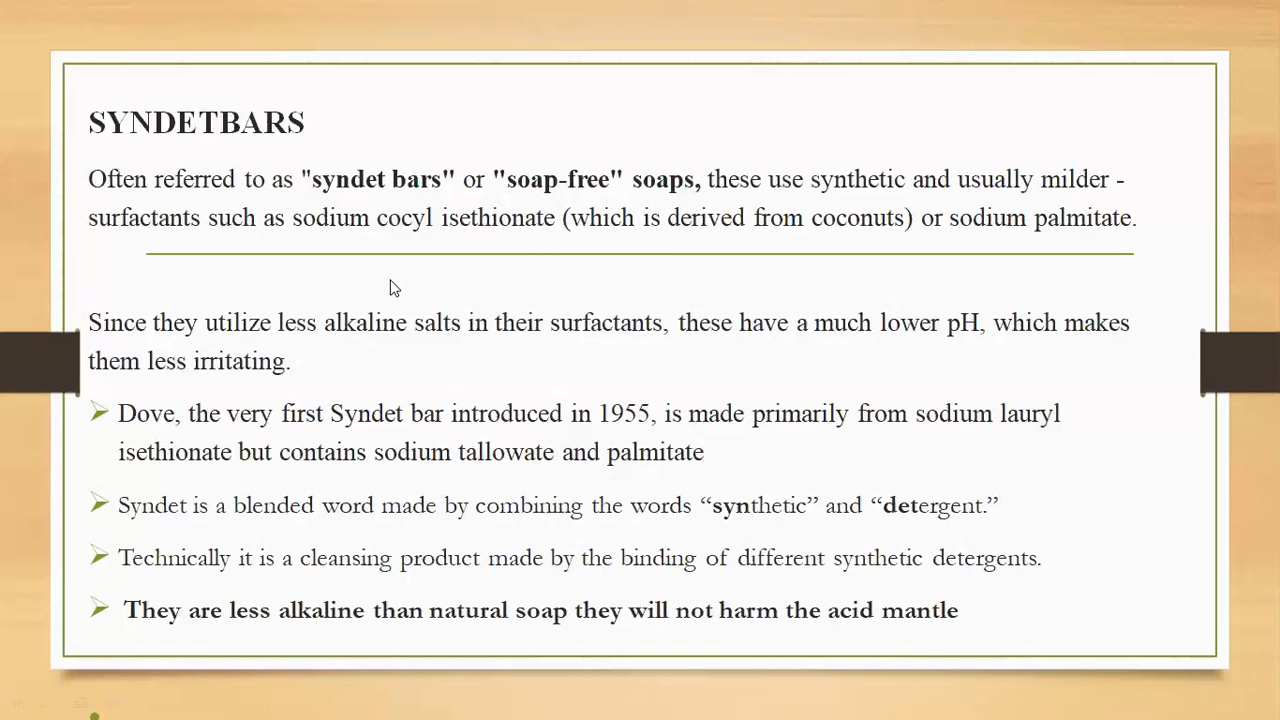 SYNDETBARS
Often referred to as "syndet bars" or "soap-free" soaps, these use synthetic and usually milder -
surfactants such as sodium cocyl isethionate (which is derived from coconuts) or sodium palmitate.
Since they utilize less alkaline salts in their surfactants, these have a much lower pH, which makes
them less irritating.
Dove, the very first Syndet bar introduced in 1955, is made primarily from sodium lauryl
isethionate but contains sodium tallowate and palmitate
Syndet is a blended word made by combining the words “synthetic” and “detergent.”
Technically it is a cleansing product made by the binding of different synthetic detergents.
They are less alkaline than natural soap they will not harm the acid mantle